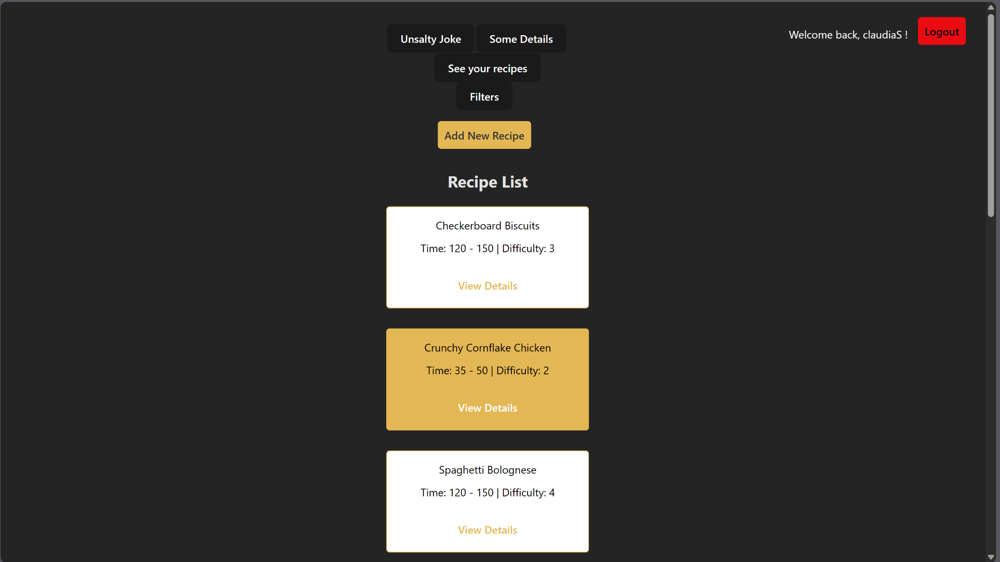 Unsalty Joke Some Details
Welcome back, claudiaS ! Logout
See your recipes
Filters
Add New Recipe
Recipe List
Checkerboard Biscuits
Time: 120 - 150 | Difficulty: 3
View Details
Crunchy Cornflake Chicken
Time: 35 - 50 | Difficulty: 2
View Details
Spaghetti Bolognese
Time: 120 - 150 | Difficulty: 4
View Details